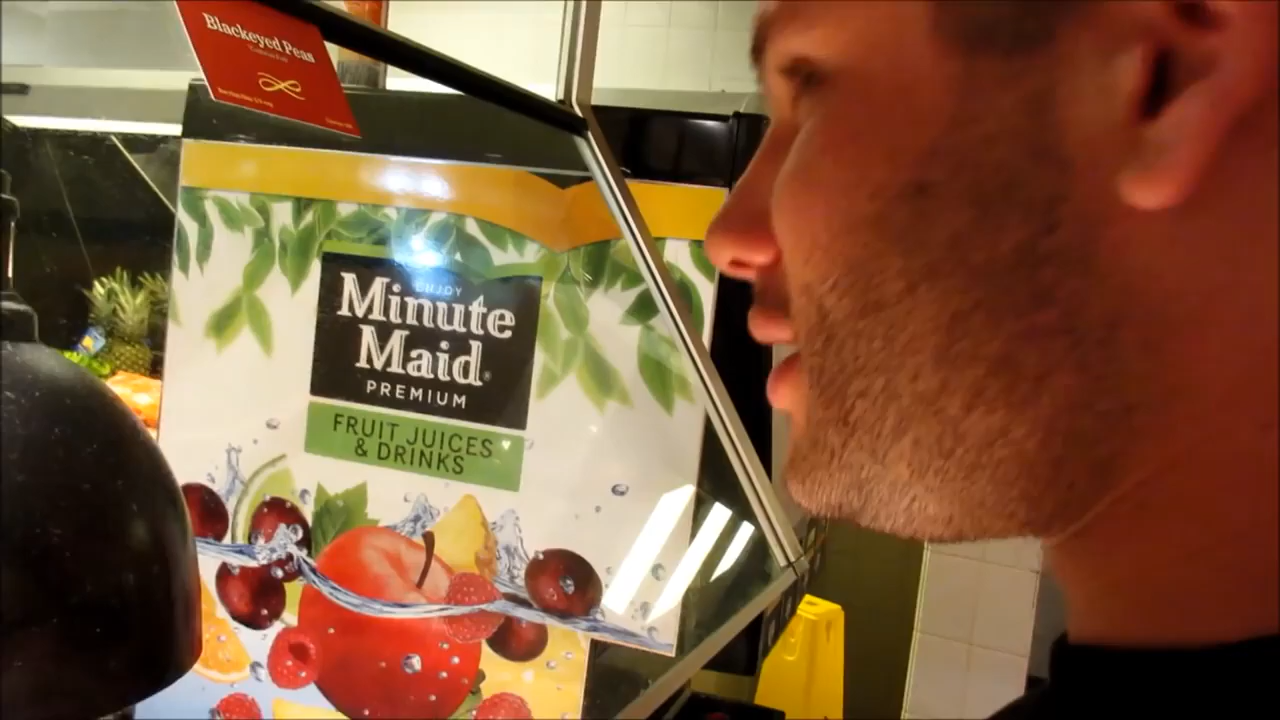 Blackeyed Peas
ENJOY
Minute
Maid
PREMIUM
FRUIT JUICES
& DRINKS